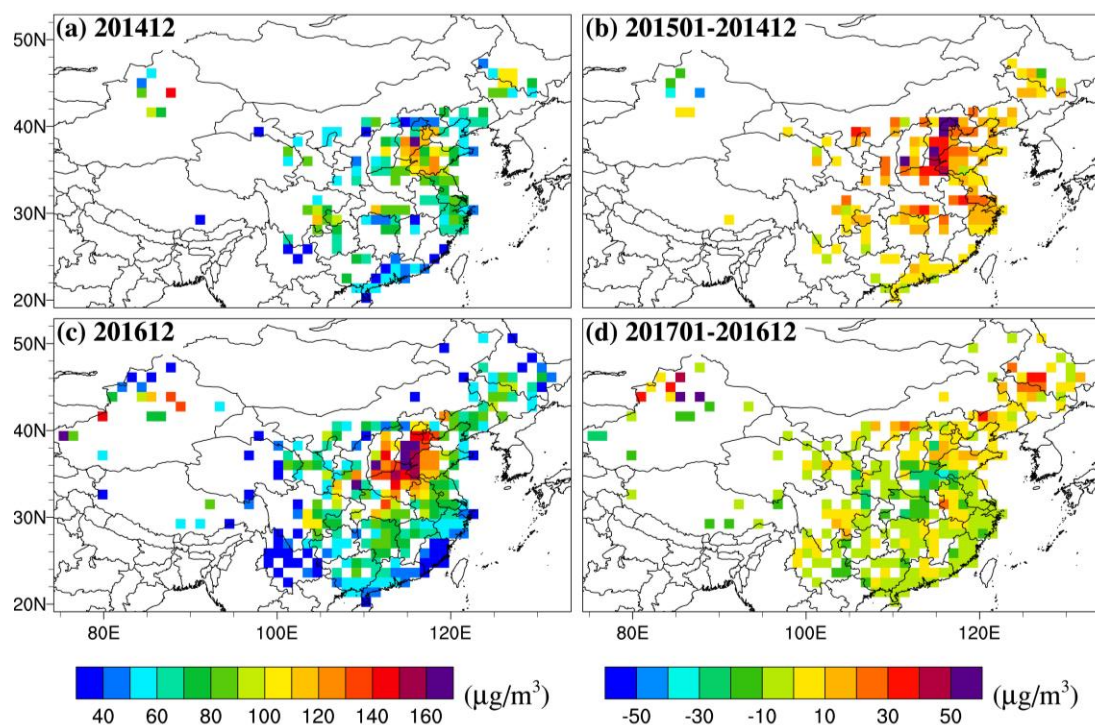 (a) 201412
(b) 201501-201412
50N
40N
30N
20N
(c) 201612
(d) 201701-201612
50N
40N
30N
20N
80E 100E 120E
80E 100E 120E
40 60 80 100 120 140 160 (μg/m³)
-50 -30 -10 10 30 50 (μg/m³)